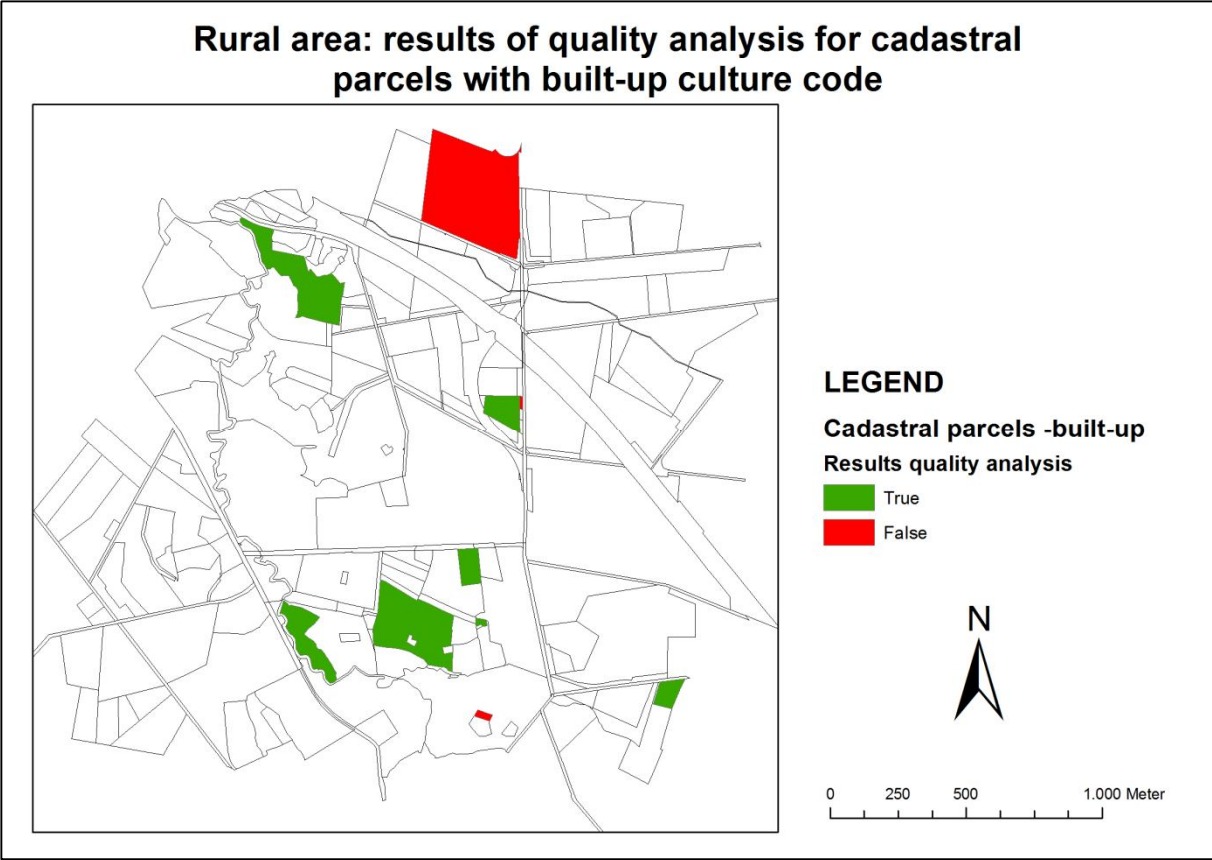 Rural area: results of quality analysis for cadastral
parcels with built-up culture code
LEGEND
Cadastral parcels -built-up
Results quality analysis
True
False
N
0 250 500 1.000 Meter